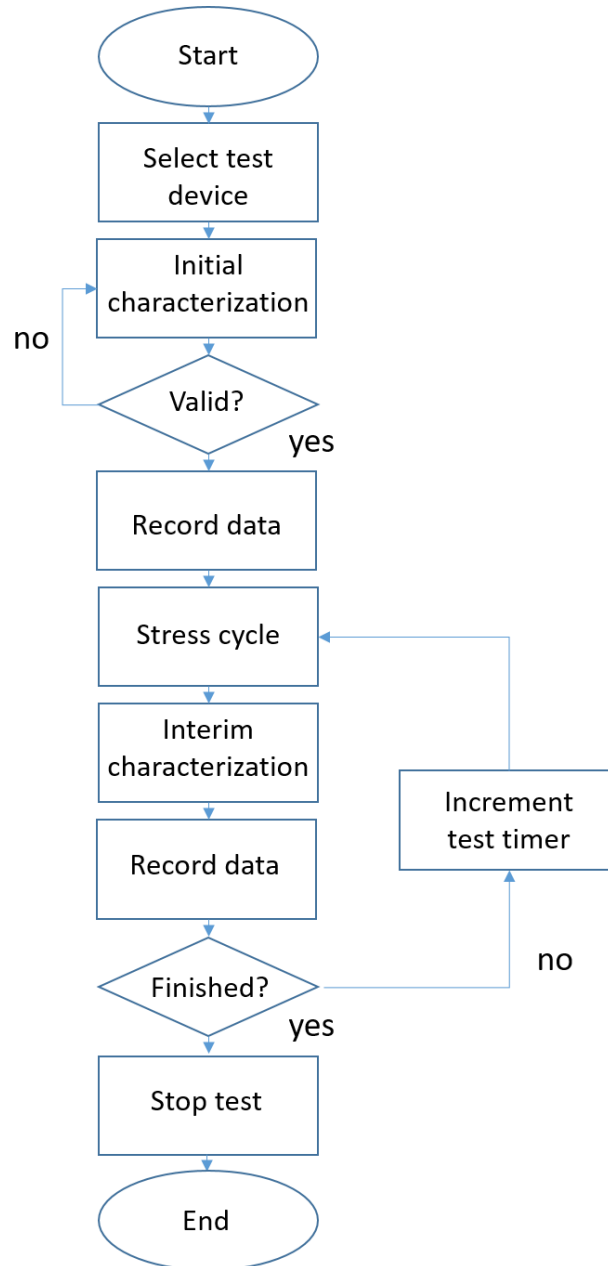 Start
Select test
device
Initial
characterization
no
Valid?
yes
Record data
Stress cycle
Interim
characterization
Increment
test timer
Record data
Finished?
no
yes
Stop test
End